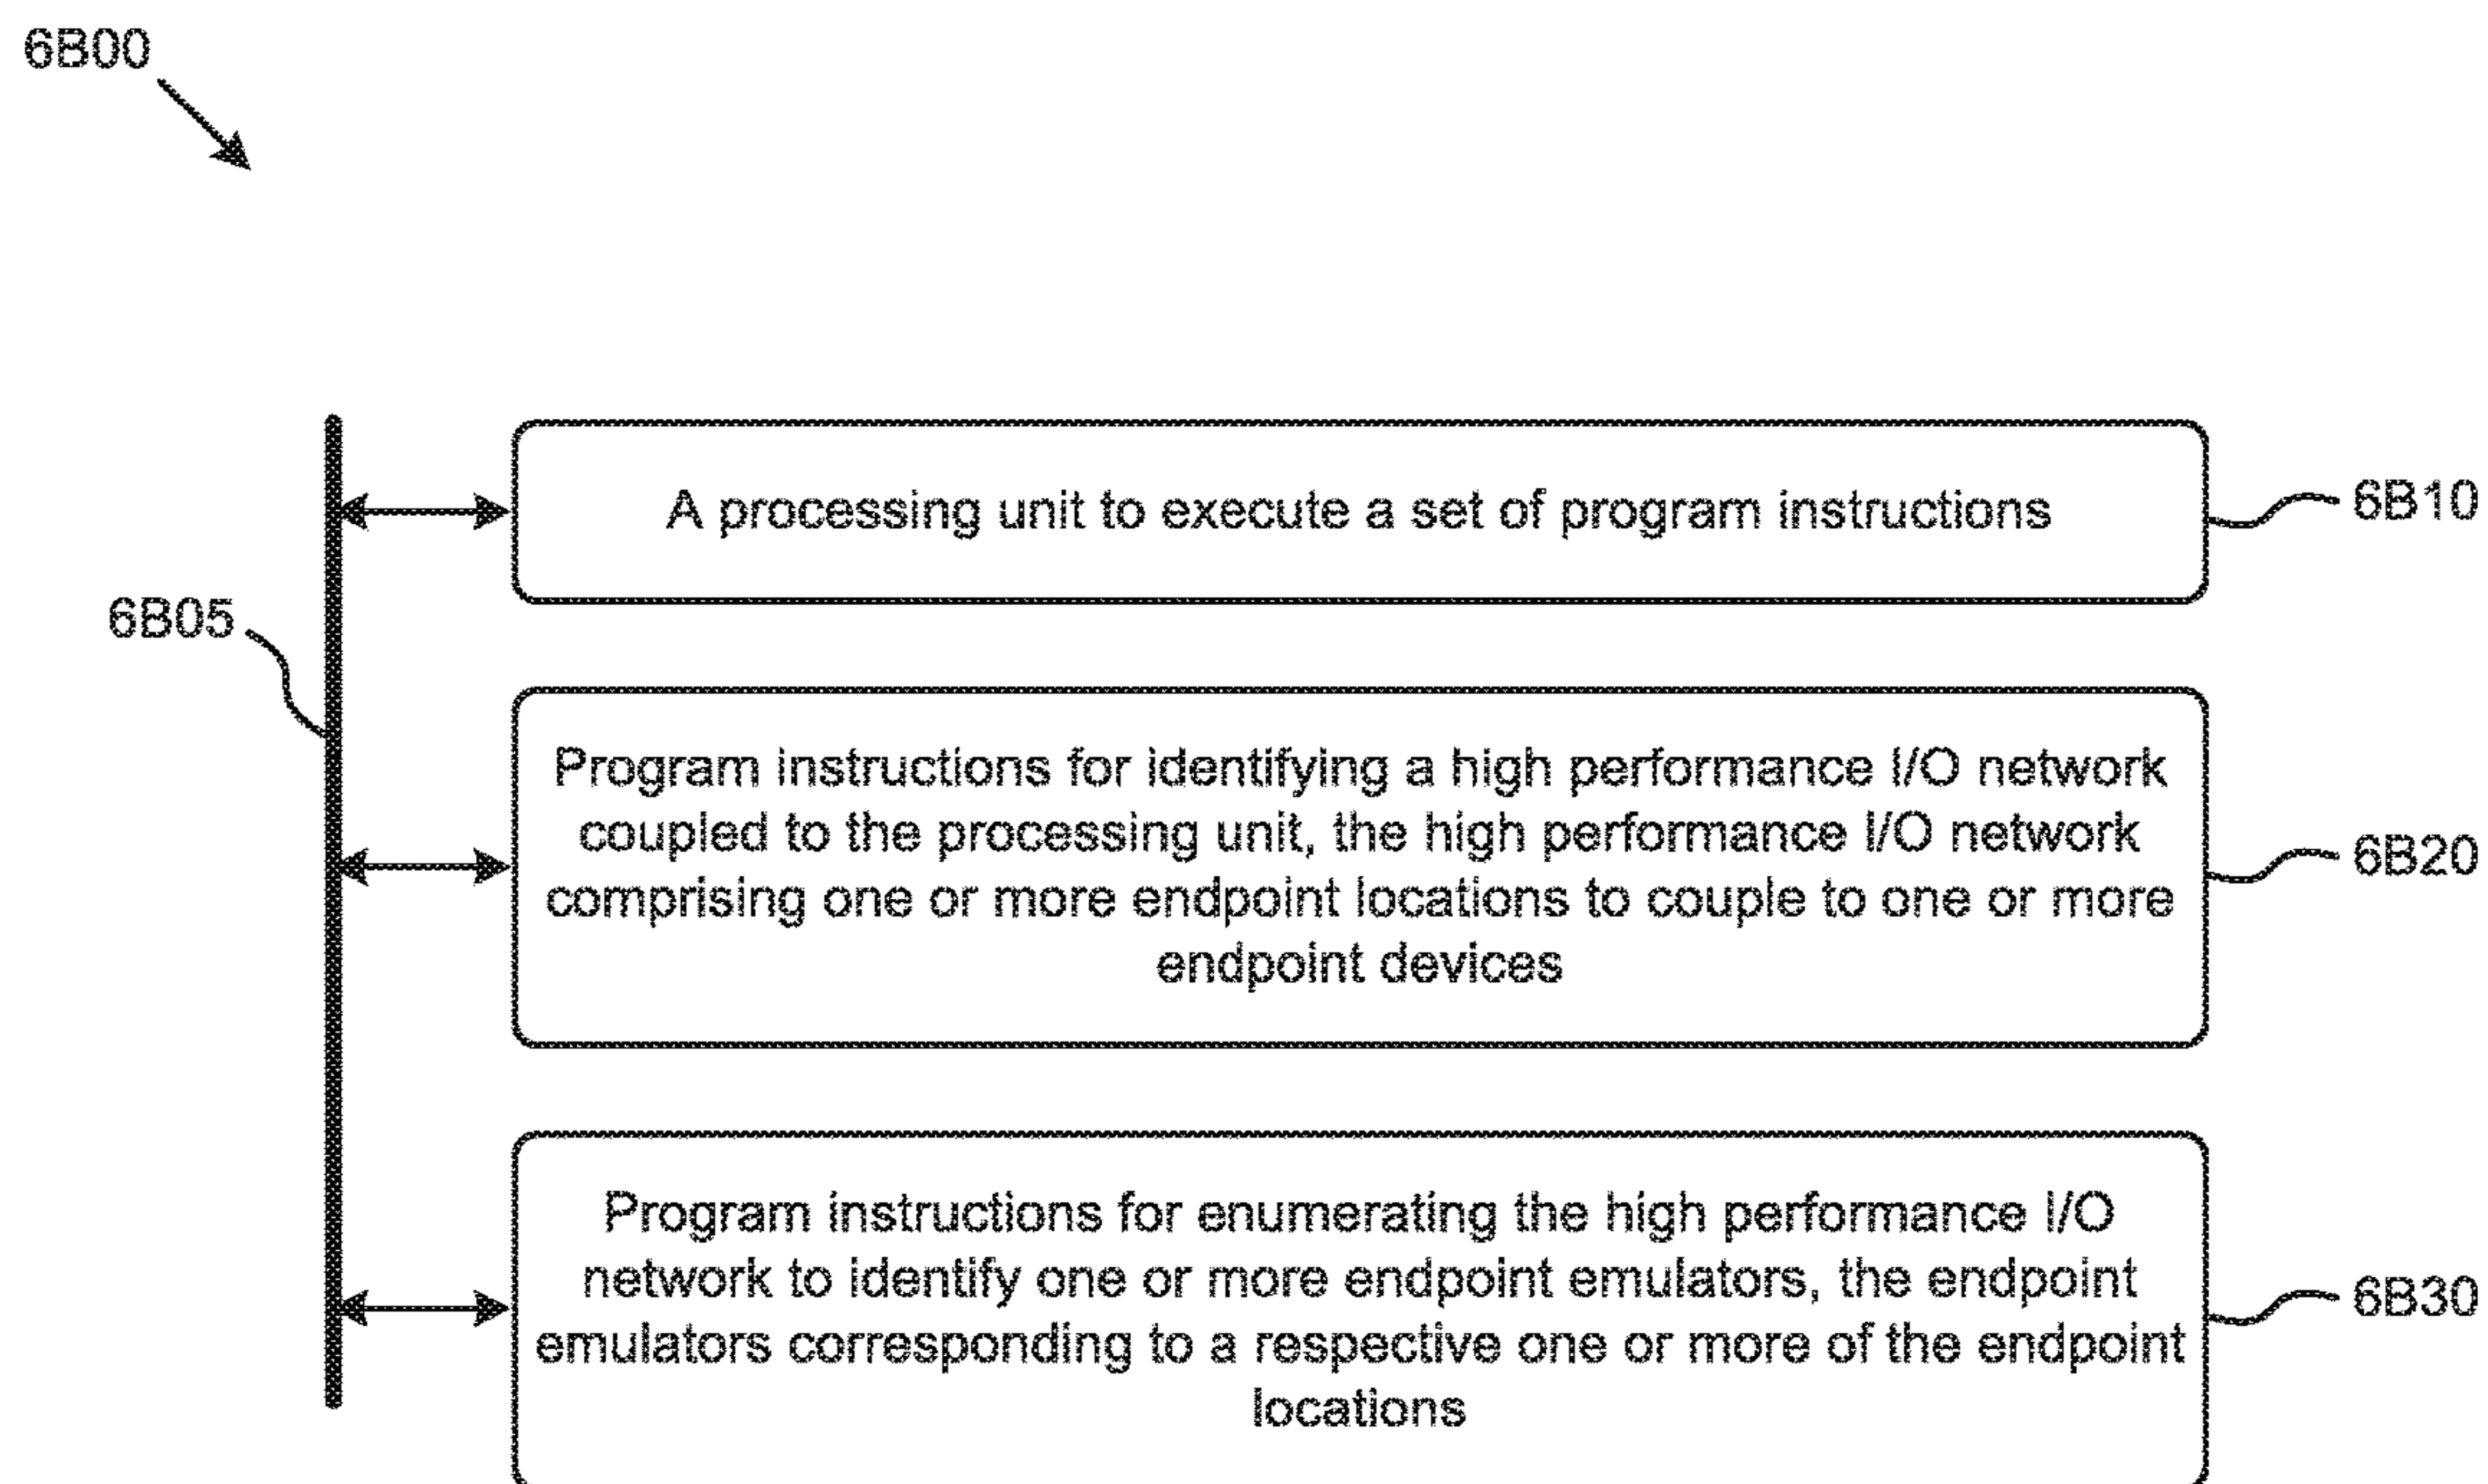 6B00
A processing unit to execute a set of program instructions
6B10
6B05
Program instructions for identifying a high performance I/O network
coupled to the processing unit, the high performance I/O network
comprising one or more endpoint locations to couple to one or more
endpoint devices
6B20
Program instructions for enumerating the high performance I/O
network to identify one or more endpoint emulators, the endpoint
emulators corresponding to a respective one or more of the endpoint
locations
6B30